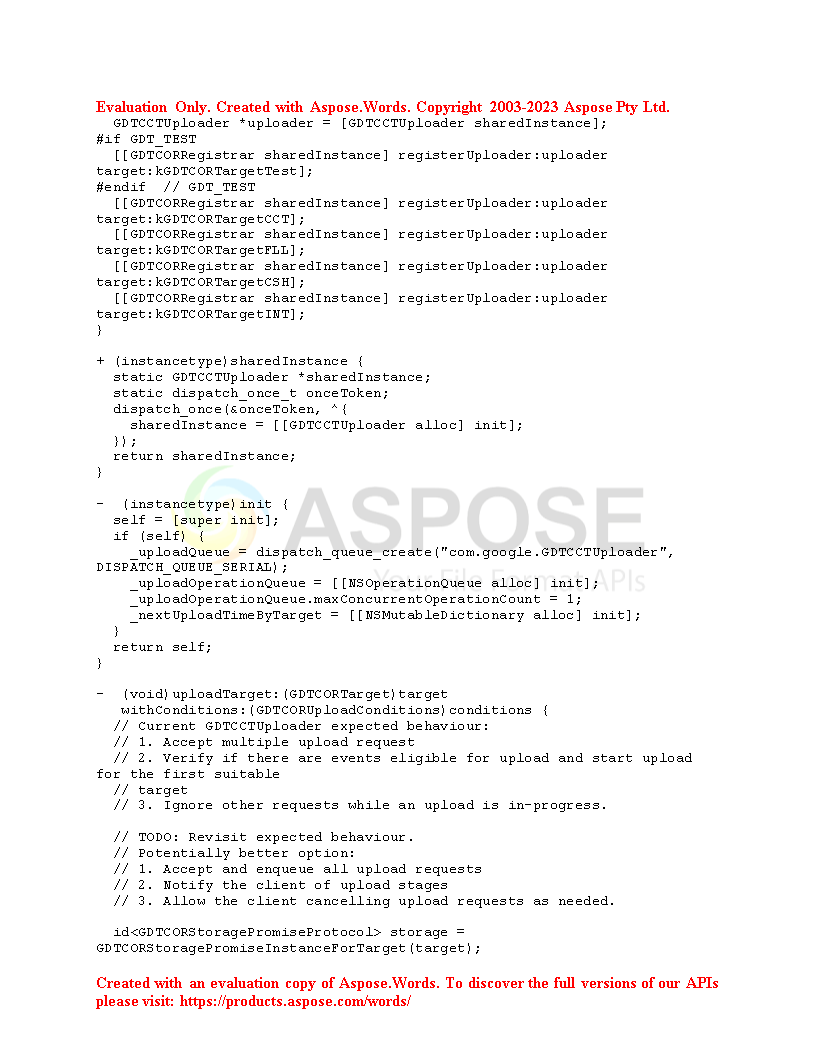 Evaluation Only. Created with Aspose.Words. Copyright 2003-2023 Aspose Pty Ltd.
  GDTCCTUploader *uploader = [GDTCCTUploader sharedInstance];
#if GDT_TEST
  [[GDTCORRegistrar sharedInstance] registerUploader:uploader
target:kGDTCORTargetTest];
#endif  // GDT_TEST
  [[GDTCORRegistrar sharedInstance] registerUploader:uploader
target:kGDTCORTargetCCT];
  [[GDTCORRegistrar sharedInstance] registerUploader:uploader
target:kGDTCORTargetFLL];
  [[GDTCORRegistrar sharedInstance] registerUploader:uploader
target:kGDTCORTargetCSH];
  [[GDTCORRegistrar sharedInstance] registerUploader:uploader
target:kGDTCORTargetINT];
}

+ (instancetype)sharedInstance {
  static GDTCCTUploader *sharedInstance;
  static dispatch_once_t onceToken;
  dispatch_once(&onceToken, ^{
    sharedInstance = [[GDTCCTUploader alloc] init];
  });
  return sharedInstance;
}

-  (instancetype)init {
  self = [super init];
  if (self) {
    _uploadQueue = dispatch_queue_create("com.google.GDTCCTUploader",
DISPATCH_QUEUE_SERIAL);
    _uploadOperationQueue = [[NSOperationQueue alloc] init];
    _uploadOperationQueue.maxConcurrentOperationCount = 1;
    _nextUploadTimeByTarget = [[NSMutableDictionary alloc] init];
  }
  return self;
}
ASPOSE
Your File Format APIs

-  (void)uploadTarget:(GDTCORTarget)target
   withConditions:(GDTCORUploadConditions)conditions {
  // Current GDTCCTUploader expected behaviour:
  // 1. Accept multiple upload request
  // 2. Verify if there are events eligible for upload and start upload
for the first suitable
  // target
  // 3. Ignore other requests while an upload is in-progress.

  // TODO: Revisit expected behaviour.
  // Potentially better option:
  // 1. Accept and enqueue all upload requests
  // 2. Notify the client of upload stages
  // 3. Allow the client cancelling upload requests as needed.

  id<GDTCORStoragePromiseProtocol> storage =
GDTCORStoragePromiseInstanceForTarget(target);

Created with an evaluation copy of Aspose.Words. To discover the full versions of our APIs
please visit: https://products.aspose.com/words/